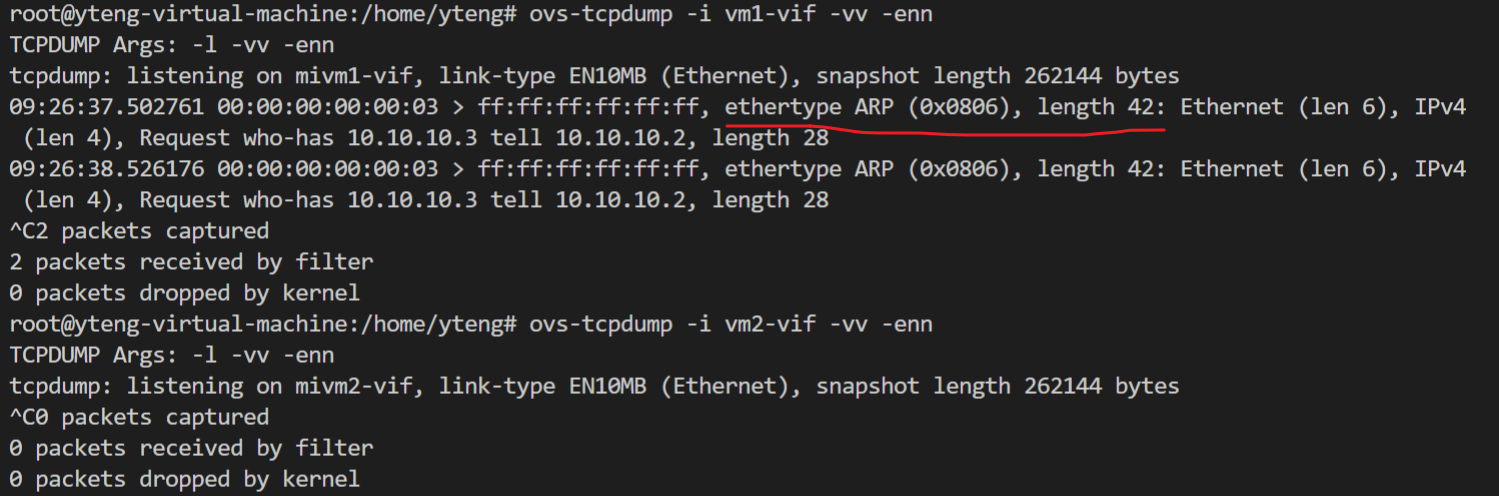 root@yteng-virtual-machine:/home/yteng# ovs-tcpdump -i vm1-vif -vv -enn
TCPDUMP Args: -l -vv -enn
tcpdump: listening on mivm1-vif, link-type EN10MB (Ethernet), snapshot length 262144 bytes
09:26:37.502761 00:00:00:00:00:03 > ff:ff:ff:ff:ff:ff, ethertype ARP (0x0806), length 42: Ethernet (len 6), IPv4
 (len 4), Request who-has 10.10.10.3 tell 10.10.10.2, length 28
09:26:38.526176 00:00:00:00:00:03 > ff:ff:ff:ff:ff:ff, ethertype ARP (0x0806), length 42: Ethernet (len 6), IPv4
 (len 4), Request who-has 10.10.10.3 tell 10.10.10.2, length 28
^C2 packets captured
2 packets received by filter
0 packets dropped by kernel
root@yteng-virtual-machine:/home/yteng# ovs-tcpdump -i vm2-vif -vv -enn
TCPDUMP Args: -l -vv -enn
tcpdump: listening on mivm2-vif, link-type EN10MB (Ethernet), snapshot length 262144 bytes
^C0 packets captured
0 packets received by filter
0 packets dropped by kernel